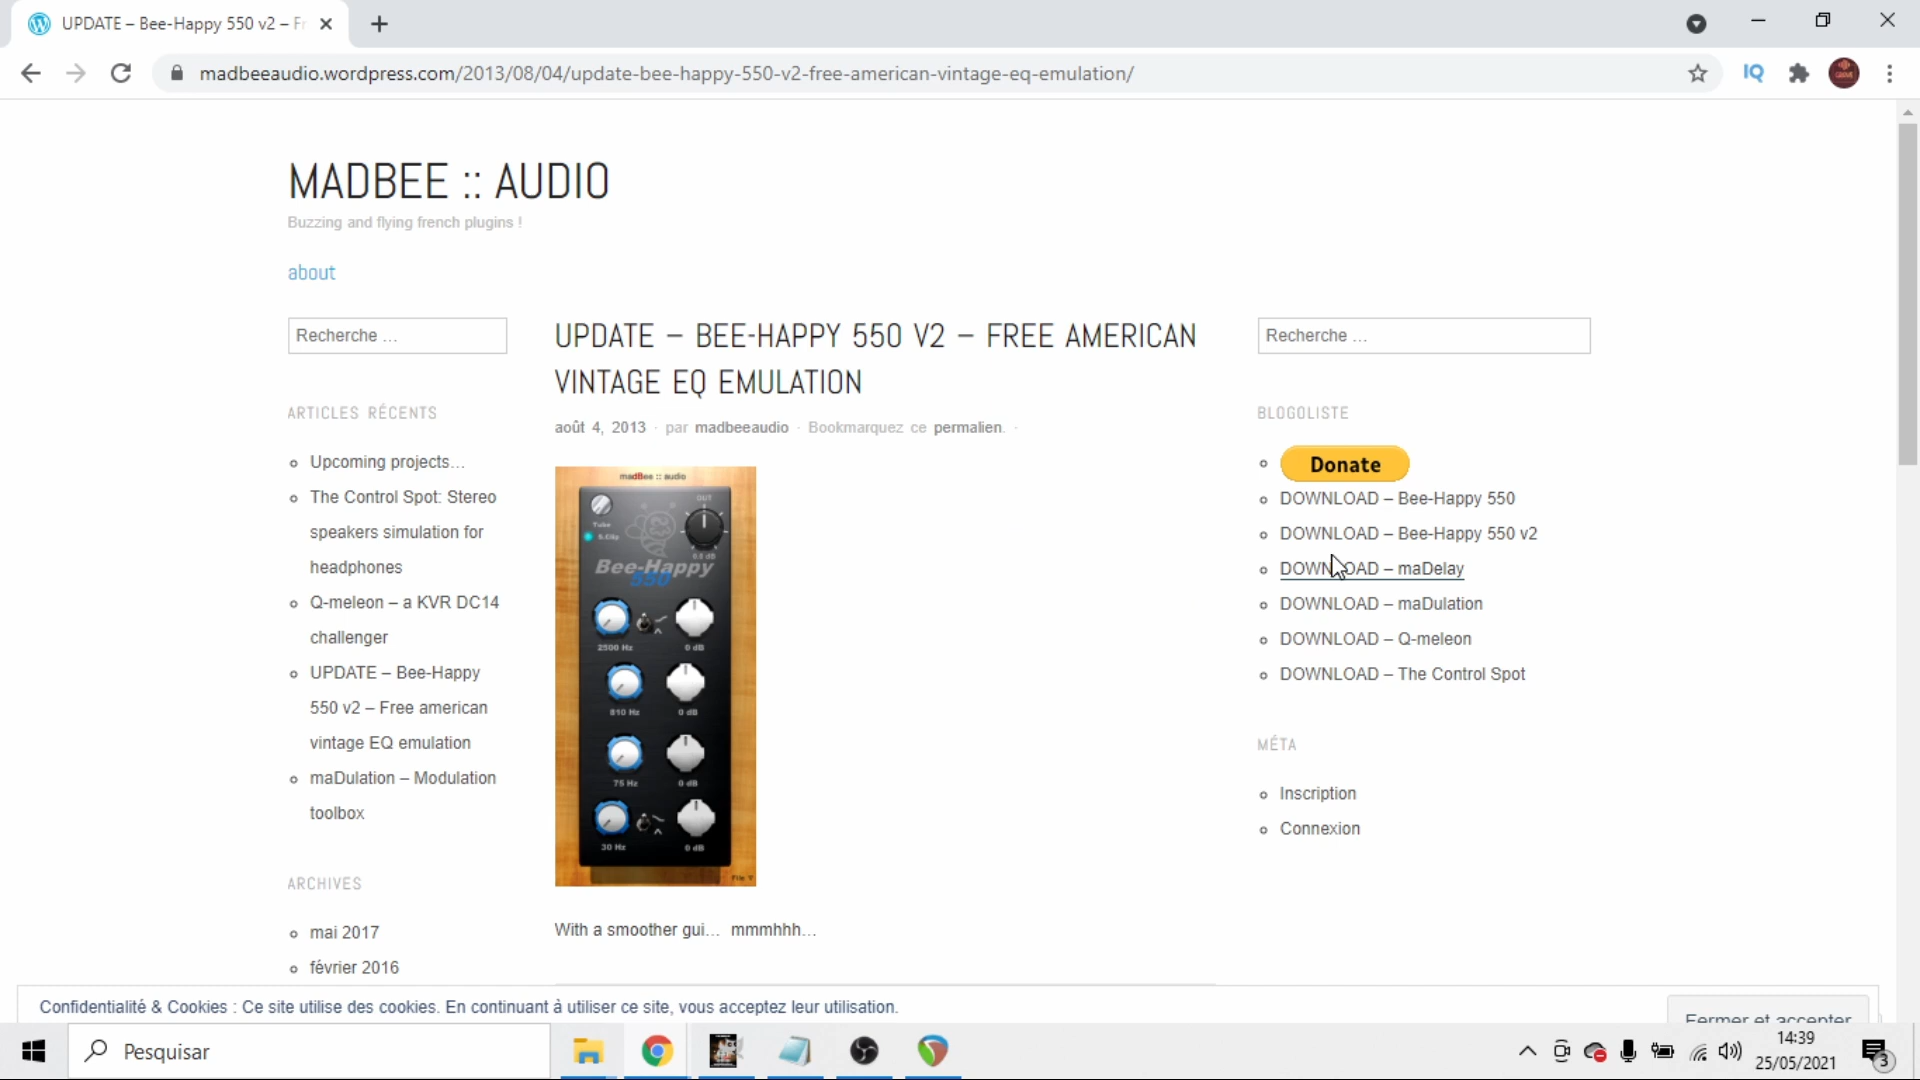 UPDATE – Bee-Happy 550 v2 – Fr
madbeeaudio.wordpress.com/2013/08/04/update-bee-happy-550-v2-free-american-vintage-eq-emulation/
IQ
MADBEE :: AUDIO
Buzzing and flying french plugins !
about
Recherche …
ARTICLES RÉCENTS
Upcoming projects…
The Control Spot: Stereo
speakers simulation for
headphones
Q-meleon – a KVR DC14
challenger
UPDATE – Bee-Happy
550 v2 – Free american
vintage EQ emulation
maDulation – Modulation
toolbox
ARCHIVES
mai 2017
février 2016
UPDATE – BEE-HAPPY 550 V2 – FREE AMERICAN
VINTAGE EQ EMULATION
août 4, 2013 · par madbeeaudio · Bookmarquez ce permalien. ·
madBee :: audio
OUT
Tube
S.Clip
0.0 dB
Bee-Happy
550
2500 Hz 0 dB
810 Hz 0 dB
75 Hz 0 dB
30 Hz 0 dB
With a smoother gui… mmmhhh…
Recherche …
BLOGOLISTE
Donate
DOWNLOAD – Bee-Happy 550
DOWNLOAD – Bee-Happy 550 v2
DOWNLOAD – maDelay
DOWNLOAD – maDulation
DOWNLOAD – Q-meleon
DOWNLOAD – The Control Spot
MÉTA
Inscription
Connexion
Confidentialité & Cookies : Ce site utilise des cookies. En continuant à utiliser ce site, vous acceptez leur utilisation.
Fermer et accepter
Pesquisar
14:39
25/05/2021
3